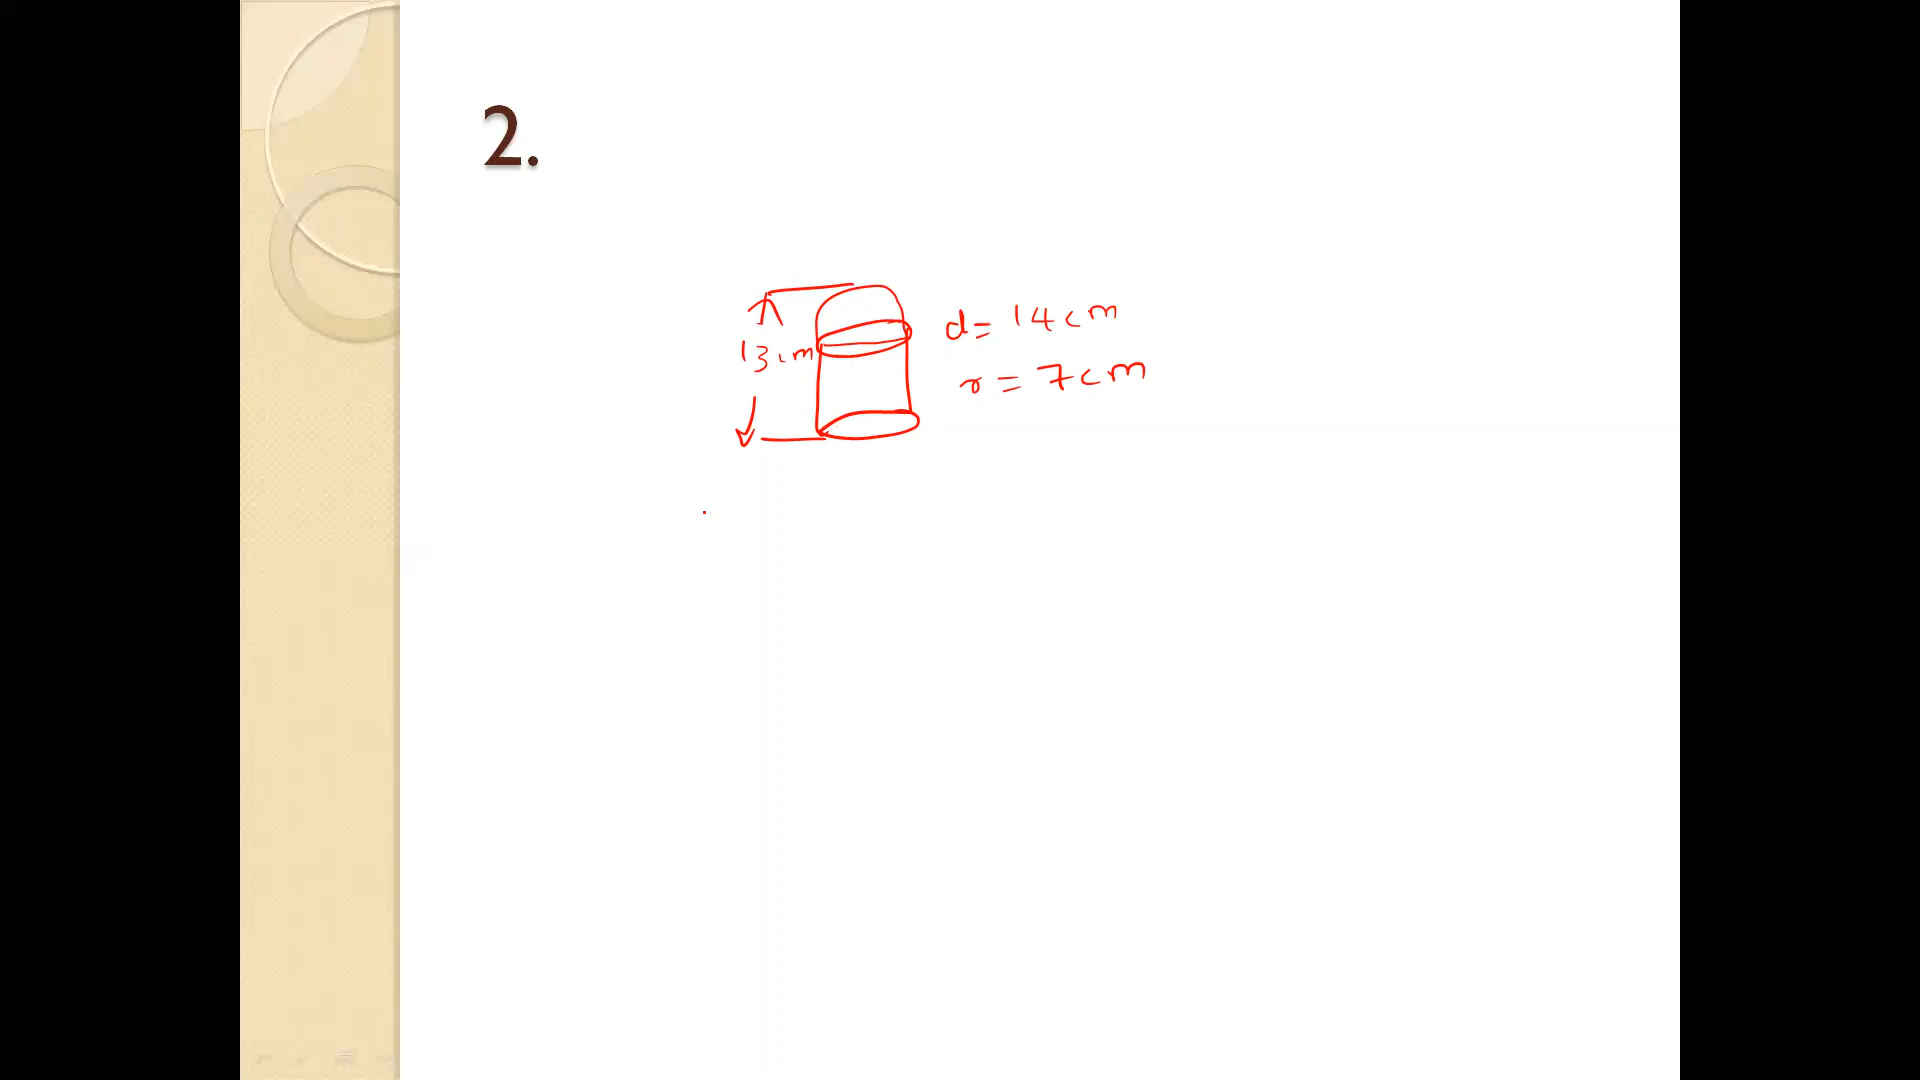 2.
d = 14cm
13cm
r = 7cm